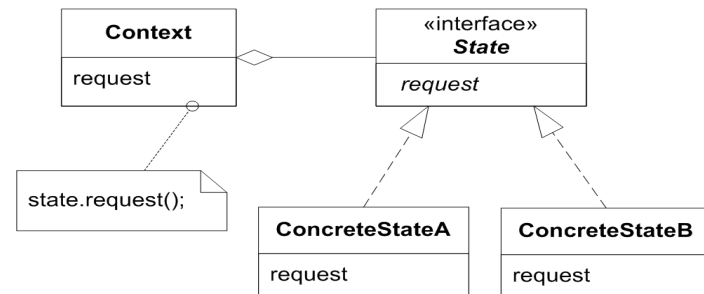 Context
request
«interface»
State
request
state.request();
ConcreteStateA
request
ConcreteStateB
request